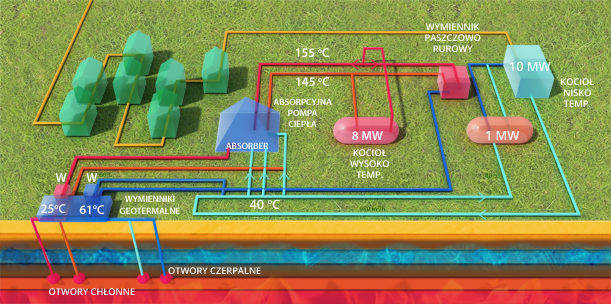 WYMIENNIK
PASZCZOWO
RUROWY
155 °C
145 °C
10 MW
KOCIOŁ
NISKO
TEMP.
ABSORPCYJNA
POMPA
CIEPŁA
ABSORBER
8 MW
1 MW
KOCIOŁ
WYSOKO
TEMP.
W W
25°C 61°C
WYMIENNIKI
GEOTERMALNE
40 °C
OTWORY CZERPALNE
OTWORY CHŁONNE